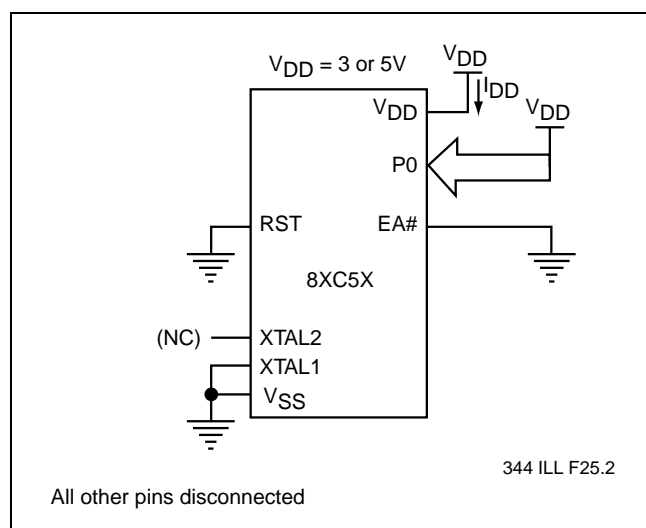 VDD = 3 or 5V
VDD
IDD
VDD
VDD
P0
RST
EA#
8XC5X
(NC)
XTAL2
XTAL1
VSS
344 ILL F25.2
All other pins disconnected